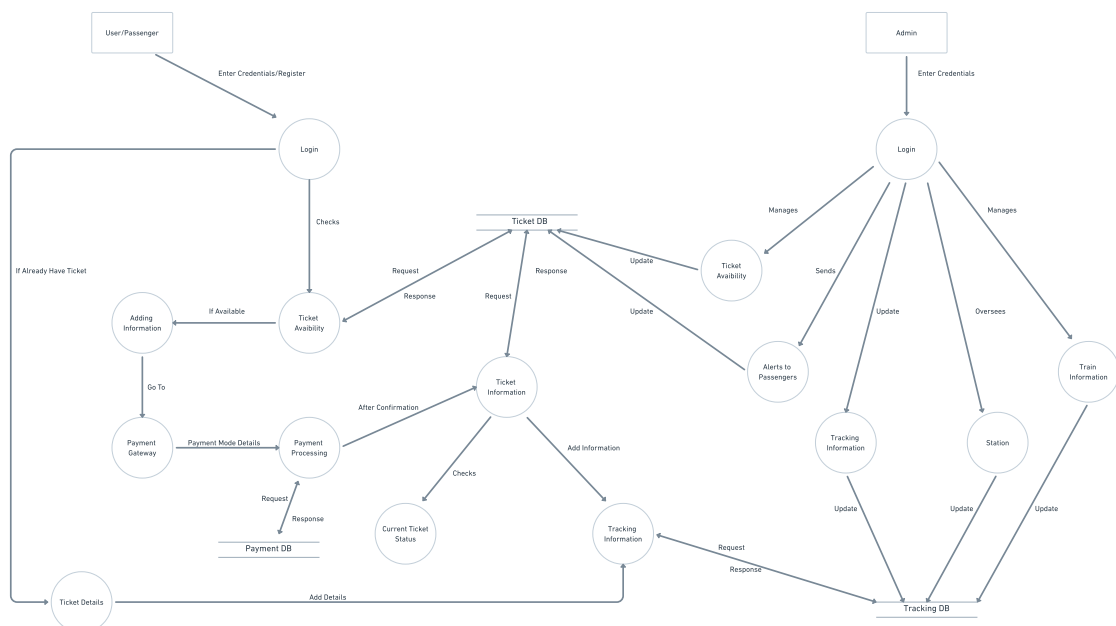 User/Passenger
Admin
Enter Credentials/Register
Enter Credentials
Login
Login
Checks
Manages
Manages
Ticket DB
Update
Request
Response
Response
Request
If Already Have Ticket
Ticket
Avaibility
Sends
Update
Update
Oversees
If Available
Adding
Information
Ticket
Avaibility
Alerts to
Passengers
Train
Information
Go To
Ticket
Information
After Confirmation
Payment
Gateway
Payment Mode Details
Payment
Processing
Add Information
Tracking
Information
Station
Checks
Request
Response
Update
Update
Update
Current Ticket
Status
Tracking
Information
Payment DB
Request
Response
Ticket Details
Add Details
Tracking DB